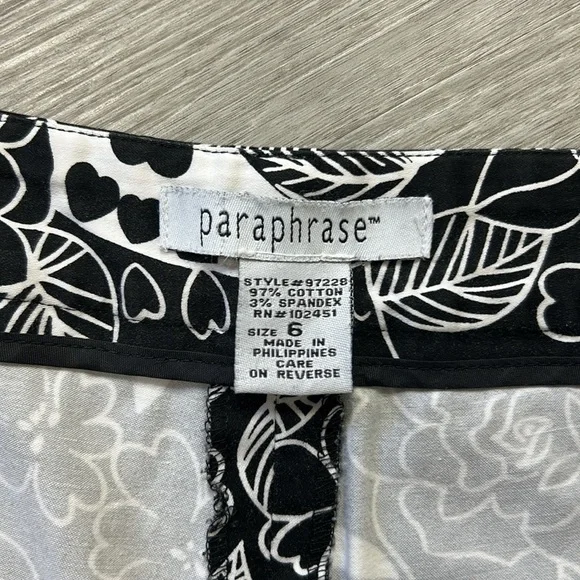 paraphrase™
STYLE#97228
97% COTTON
3% SPANDEX
RN#102451
SIZE 6
MADE IN
PHILIPPINES
CARE
ON REVERSE